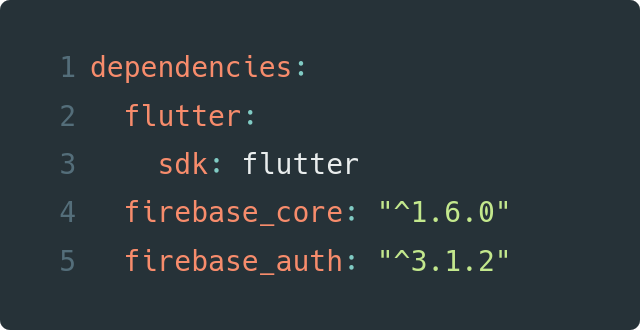 1 dependencies:
2   flutter:
3     sdk: flutter
4   firebase_core: "^1.6.0"
5   firebase_auth: "^3.1.2"